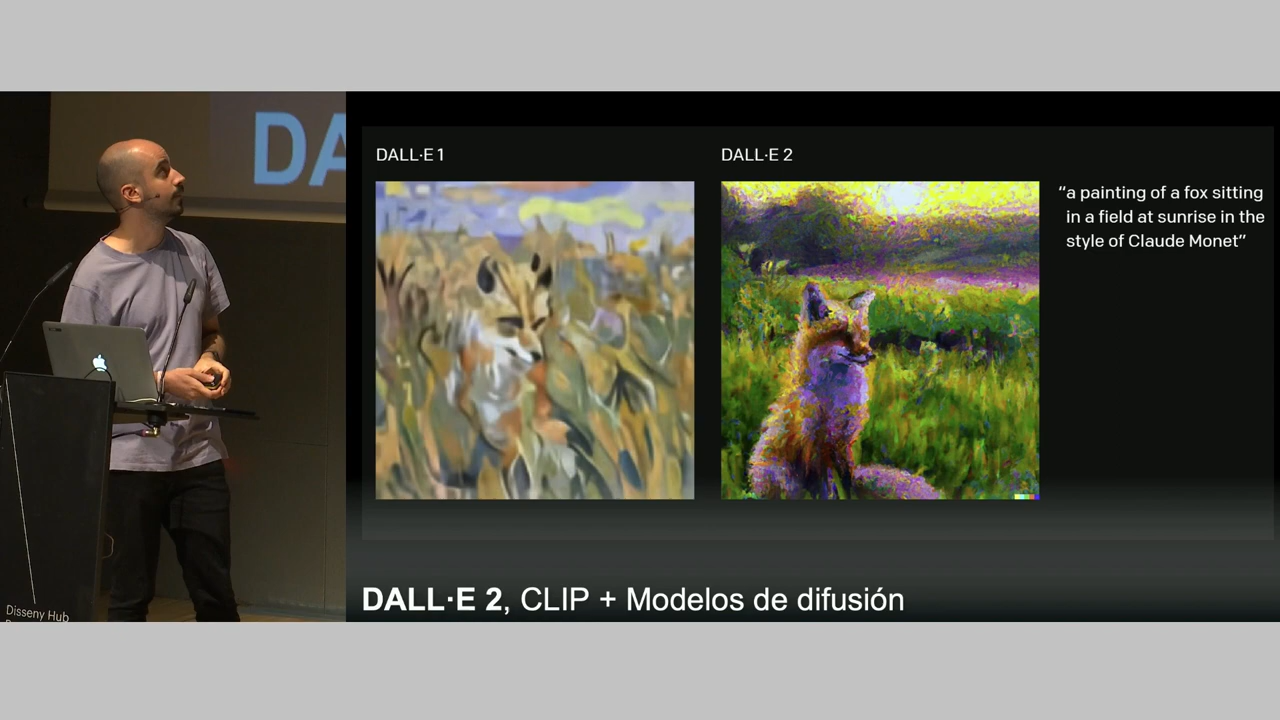 DA
DALL·E 1
DALL·E 2
“a painting of a fox sitting
in a field at sunrise in the
style of Claude Monet”
DALL·E 2, CLIP + Modelos de difusión
Disseny Hub